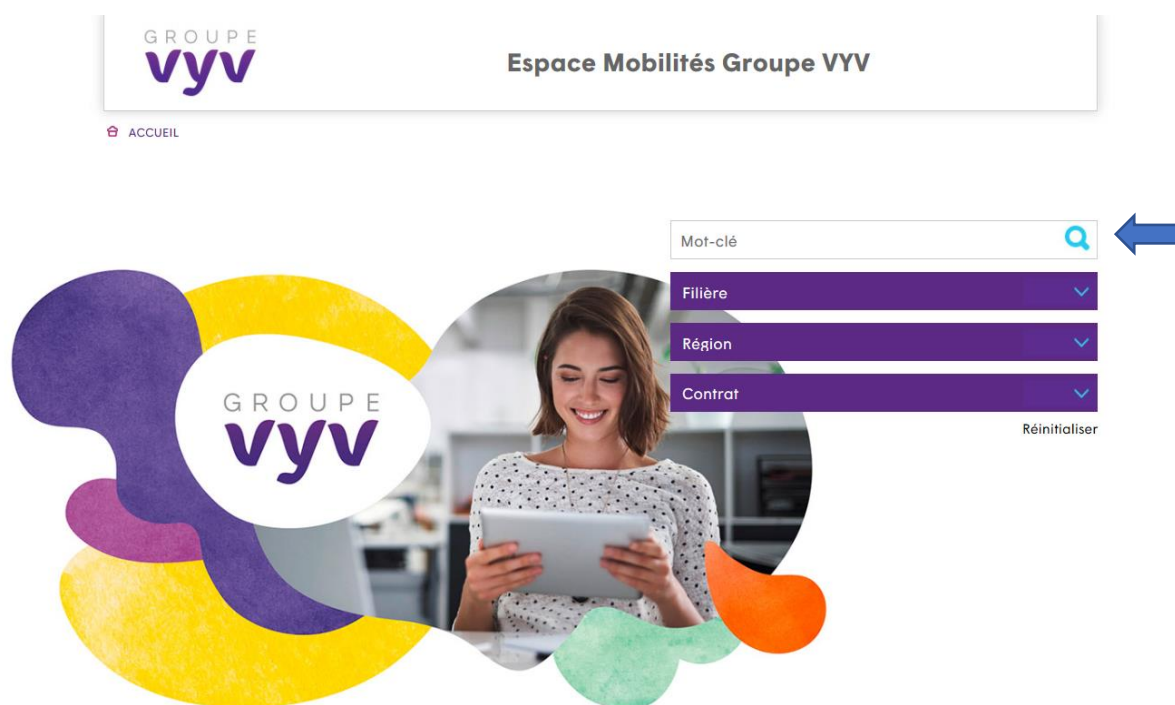 GROUPE
vyv
Espace Mobilités Groupe VYV
ACCUEIL
Mot-clé
Filière
Région
Contrat
Réinitialiser
GROUPE
vyv